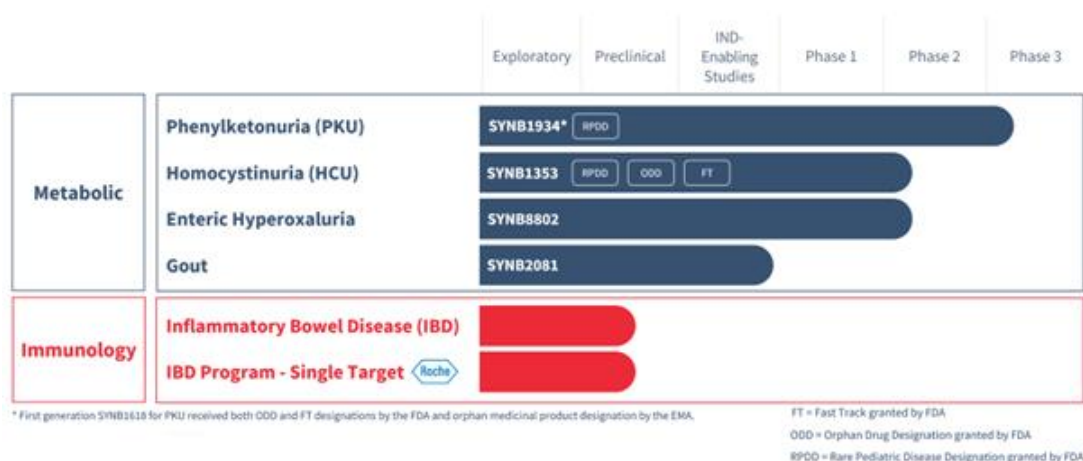 Exploratory Preclinical IND-Enabling Studies Phase 1 Phase 2 Phase 3
Metabolic
Phenylketonuria (PKU) SYNB1934* RPDD
Homocystinuria (HCU) SYNB1353 RPDD ODD FT
Enteric Hyperoxaluria SYNB8802
Gout SYNB2081
Immunology
Inflammatory Bowel Disease (IBD)
IBD Program - Single Target Roche
* First generation SYNB1618 for PKU received both ODD and FT designations by the FDA and orphan medicinal product designation by the EMA.
FT = Fast Track granted by FDA
ODD = Orphan Drug Designation granted by FDA
RPDD = Rare Pediatric Disease Designation granted by FDA